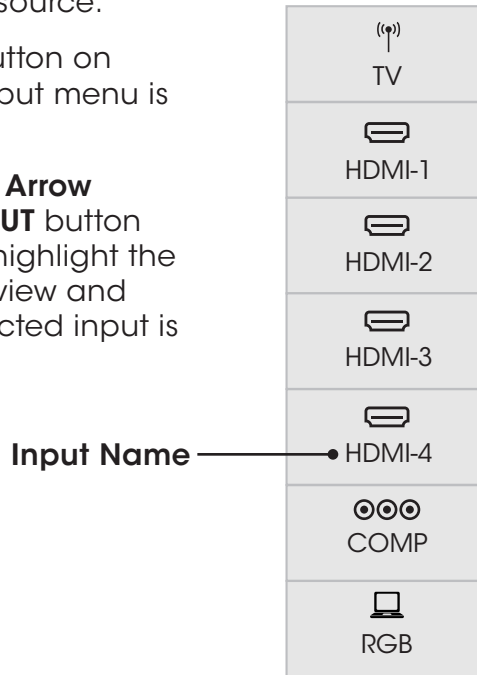 source.
utton on
put menu is
Arrow
UT button
highlight the
view and
cted input is
Input Name
TV
HDMI-1
HDMI-2
HDMI-3
HDMI-4
COMP
RGB